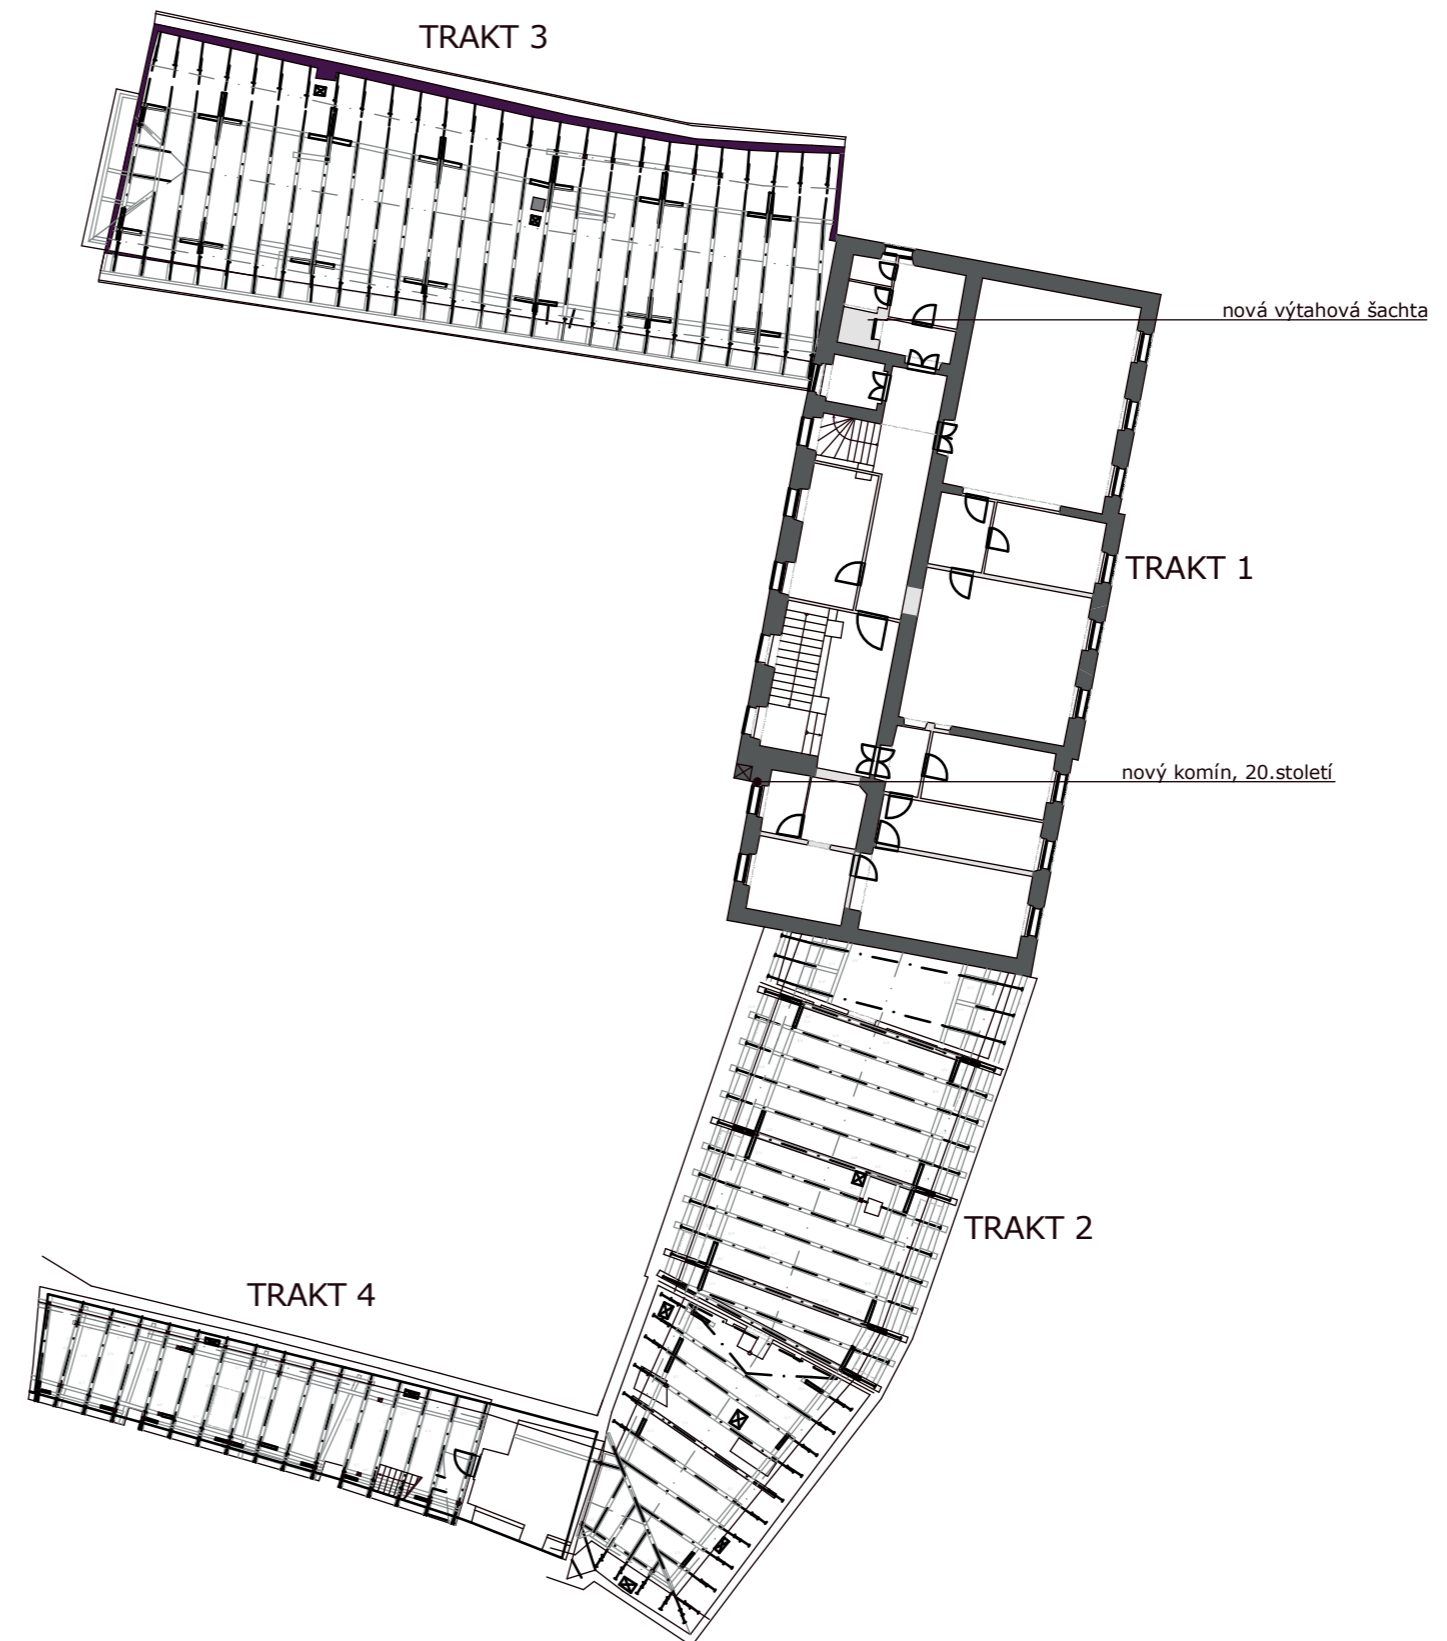 TRAKT 3
nová výtahová šachta
TRAKT 1
nový komín, 20.století
TRAKT 2
TRAKT 4